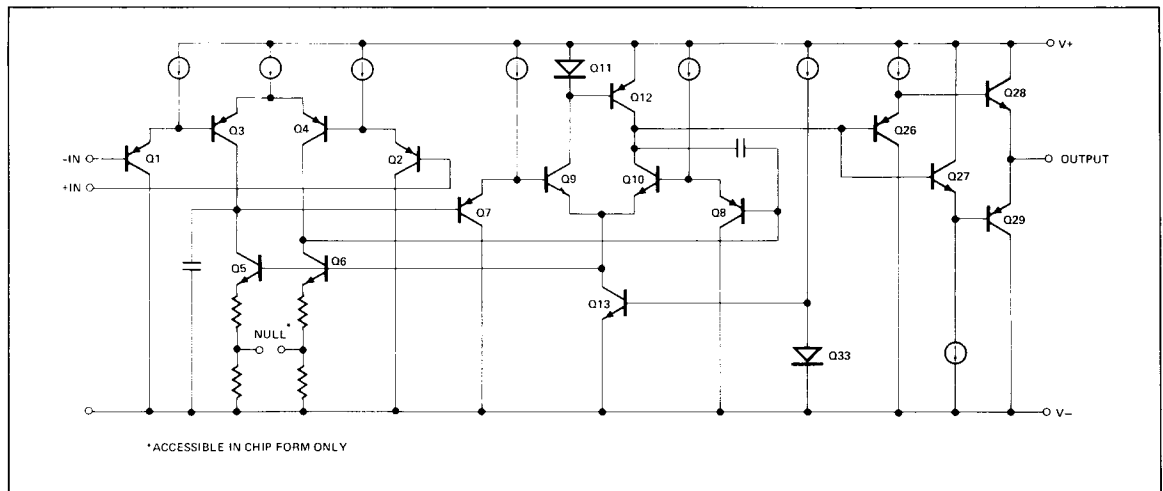 V+
Q11
Q12
Q28
Q3
Q4
Q26
-IN
Q1
Q2
OUTPUT
+IN
Q9
Q10
Q27
Q7
Q8
Q29
Q5
Q6
Q13
NULL*
Q33
V-
*ACCESSIBLE IN CHIP FORM ONLY